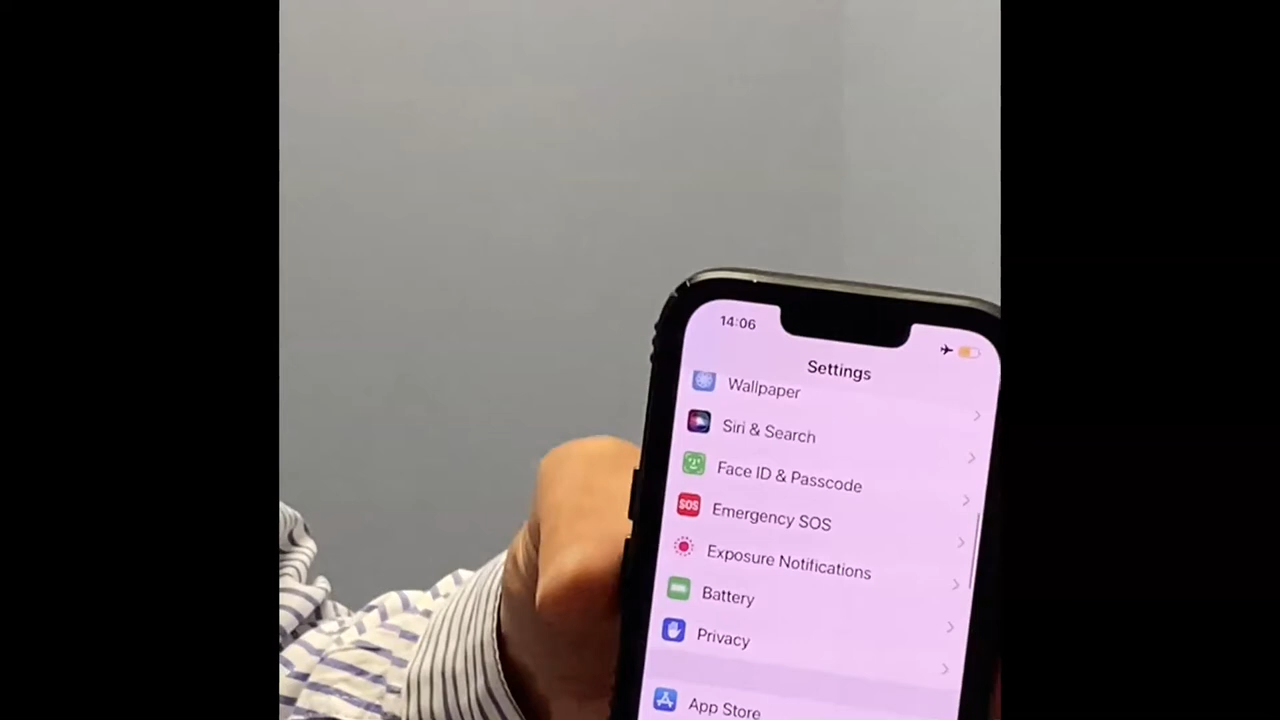 14:06
Settings
Wallpaper
Siri & Search
Face ID & Passcode
SOS
Emergency SOS
Exposure Notifications
Battery
Privacy
App Store